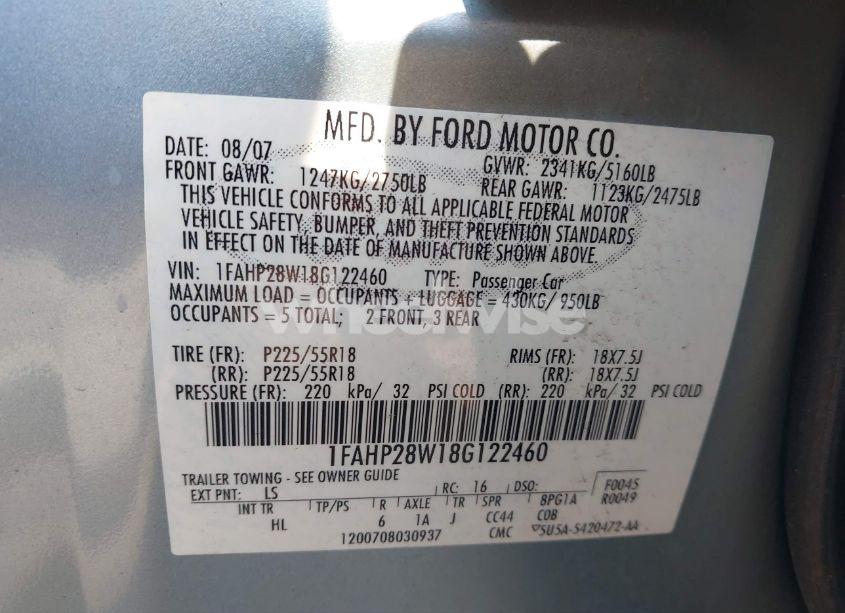 MFD. BY FORD MOTOR CO.
DATE: 08/07 GVWR: 2341KG/5160LB
FRONT GAWR: 1247KG/2750LB REAR GAWR: 1123KG/2475LB
THIS VEHICLE CONFORMS TO ALL APPLICABLE FEDERAL MOTOR
VEHICLE SAFETY, BUMPER, AND THEFT PREVENTION STANDARDS
IN EFFECT ON THE DATE OF MANUFACTURE SHOWN ABOVE.
VIN: 1FAHP28W18G122460 TYPE: Passenger Car
MAXIMUM LOAD = OCCUPANTS + LUGGAGE = 430KG/ 950LB
OCCUPANTS = 5 TOTAL; 2 FRONT, 3 REAR
wheelwise
TIRE (FR): P225/55R18 RIMS (FR): 18X7.5J
(RR): P225/55R18 (RR): 18X7.5J
PRESSURE (FR): 220 kPa/ 32 PSI COLD (RR): 220 kPa/ 32 PSI COLD
1FAHP28W18G122460
TRAILER TOWING - SEE OWNER GUIDE
EXT PNT: LS RC: 16 DSO: F0045
R0049
INT TR TP/PS R AXLE TR SPR 8PG1A
HL 6 1A J CC44 C0B
1200708030937 CMC 5U5A-5420472-AA